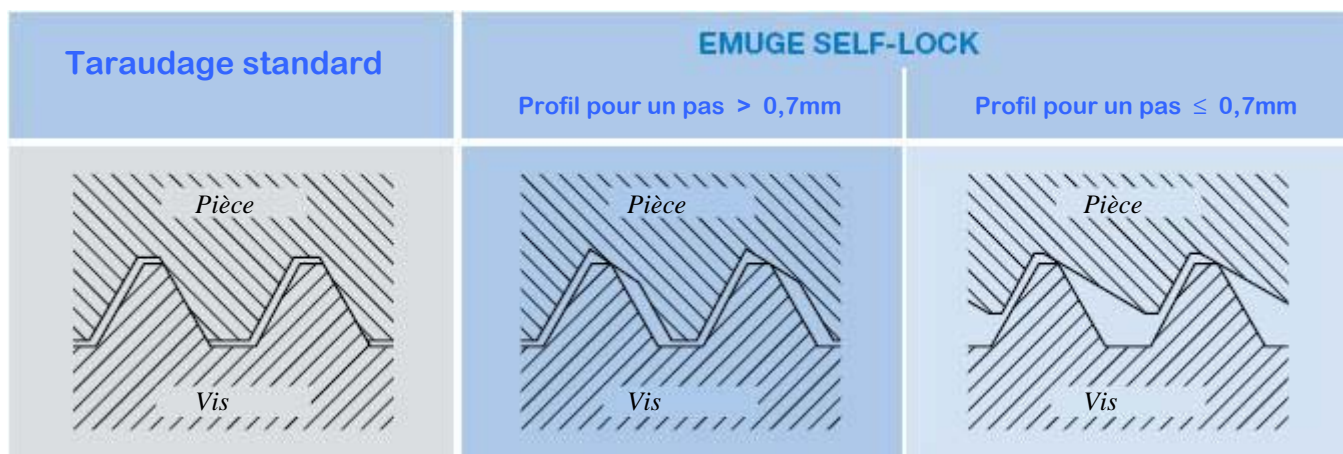 Taraudage standard
EMUGE SELF-LOCK
Profil pour un pas > 0,7mm
Profil pour un pas ≤ 0,7mm
Pièce
Pièce
Pièce
Vis
Vis
Vis